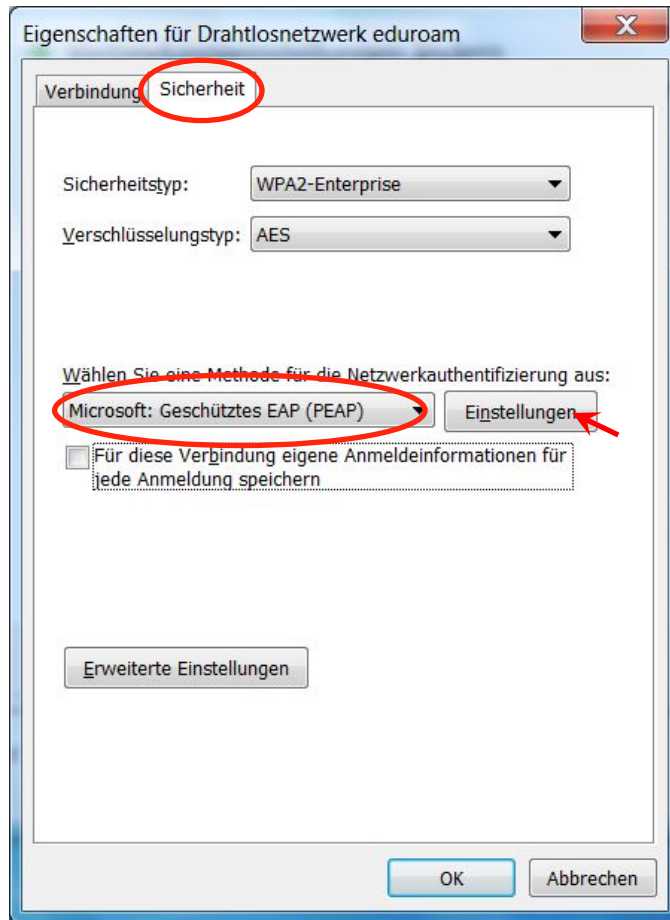 Eigenschaften für Drahtlosnetzwerk eduroam
Verbindung Sicherheit
Sicherheitstyp: WPA2-Enterprise
Verschlüsselungstyp: AES
Wählen Sie eine Methode für die Netzwerkauthentifizierung aus:
Microsoft: Geschütztes EAP (PEAP) Einstellungen
Für diese Verbindung eigene Anmeldeinformationen für
jede Anmeldung speichern
Erweiterte Einstellungen
OK Abbrechen